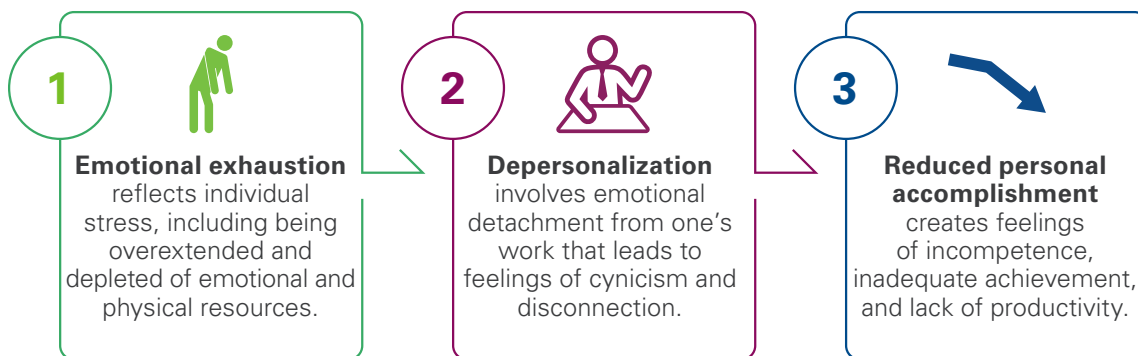 1
Emotional exhaustion
reflects individual
stress, including being
overextended and
depleted of emotional and
physical resources.
2
Depersonalization
involves emotional
detachment from one’s
work that leads to
feelings of cynicism and
disconnection.
3
Reduced personal
accomplishment
creates feelings
of incompetence,
inadequate achievement,
and lack of productivity.